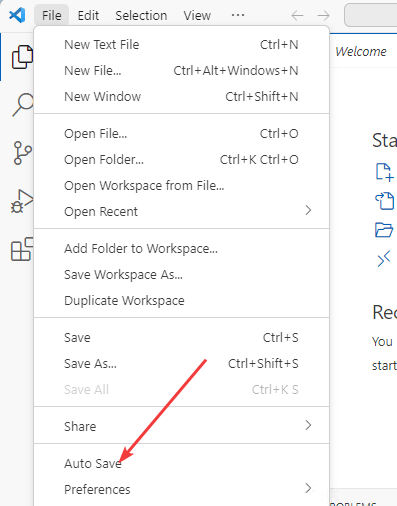 File Edit Selection View ...
New Text File Ctrl+N
Welcome
New File... Ctrl+Alt+Windows+N
New Window Ctrl+Shift+N
Open File... Ctrl+O
Sta
Open Folder... Ctrl+K Ctrl+O
Open Workspace from File...
Open Recent
Add Folder to Workspace...
Save Workspace As...
Duplicate Workspace
Rec
Save Ctrl+S
You
Save As... Ctrl+Shift+S
start
Save All Ctrl+K S
Share
Auto Save
Preferences
ROBLEMS